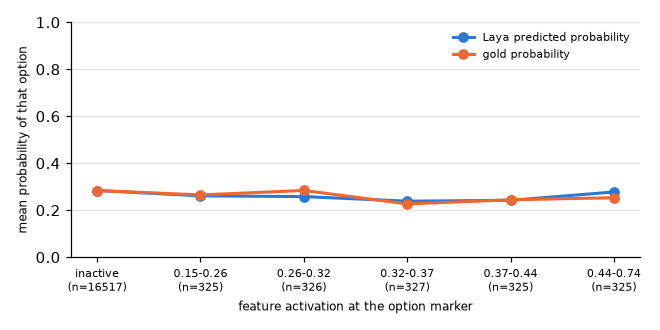 1.0
0.8
0.6
0.4
0.2
0.0
mean probability of that option
Laya predicted probability
gold probability
inactive
(n=16517)
0.15-0.26
(n=325)
0.26-0.32
(n=326)
0.32-0.37
(n=327)
0.37-0.44
(n=325)
0.44-0.74
(n=325)
feature activation at the option marker